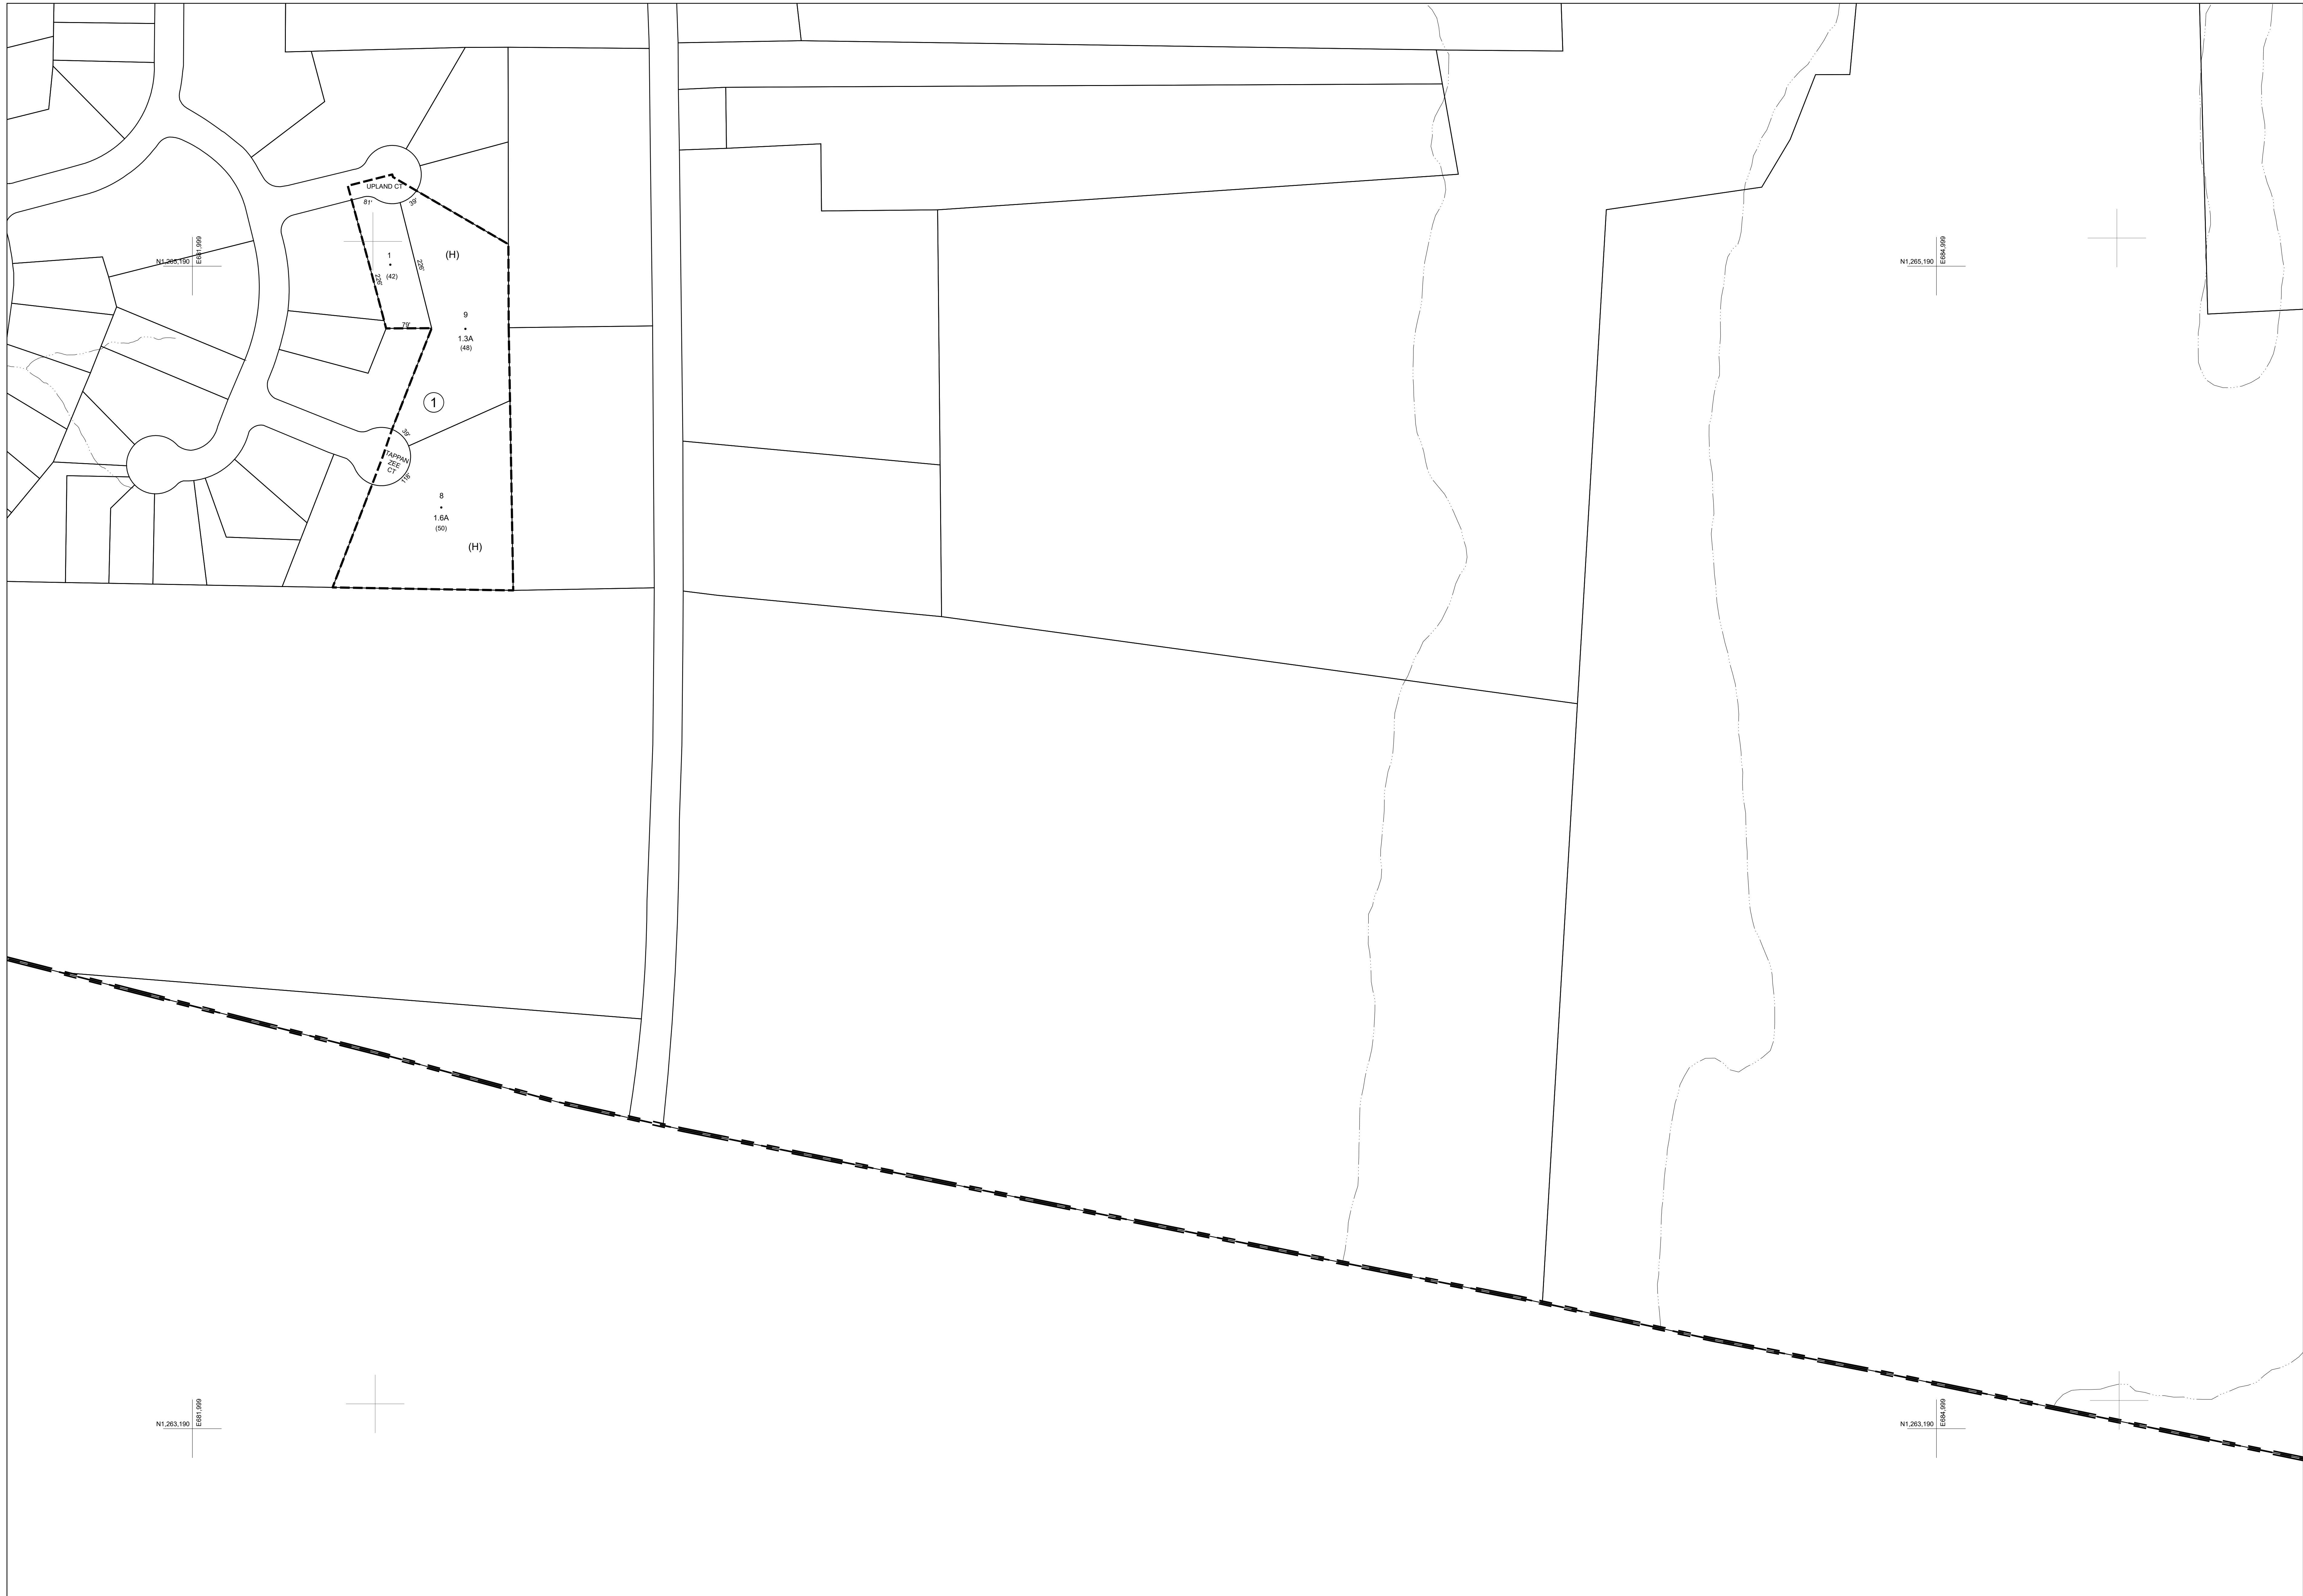 UPLAND CT
81'
39'
(H)
1
(42)
226'
226'
79'
9
1.3A
(48)
1
39'
TAPPAN
ZEE
CT
118'
8
1.6A
(50)
(H)
N1,265,190
E681,999
N1,265,190
E684,999
N1,263,190
E681,999
N1,263,190
E684,999